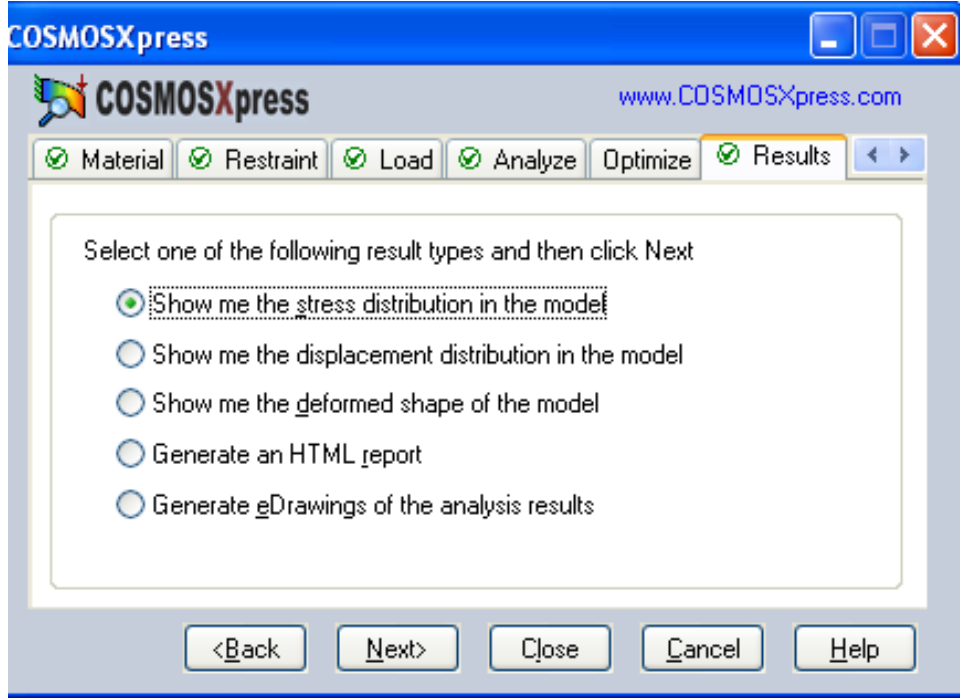 COSMOSXpress
COSMOSXpress
www.COSMOSXpress.com
Material Restraint Load Analyze Optimize Results
Select one of the following result types and then click Next
Show me the stress distribution in the model
Show me the displacement distribution in the model
Show me the deformed shape of the model
Generate an HTML report
Generate eDrawings of the analysis results
<Back Next> Close Cancel Help